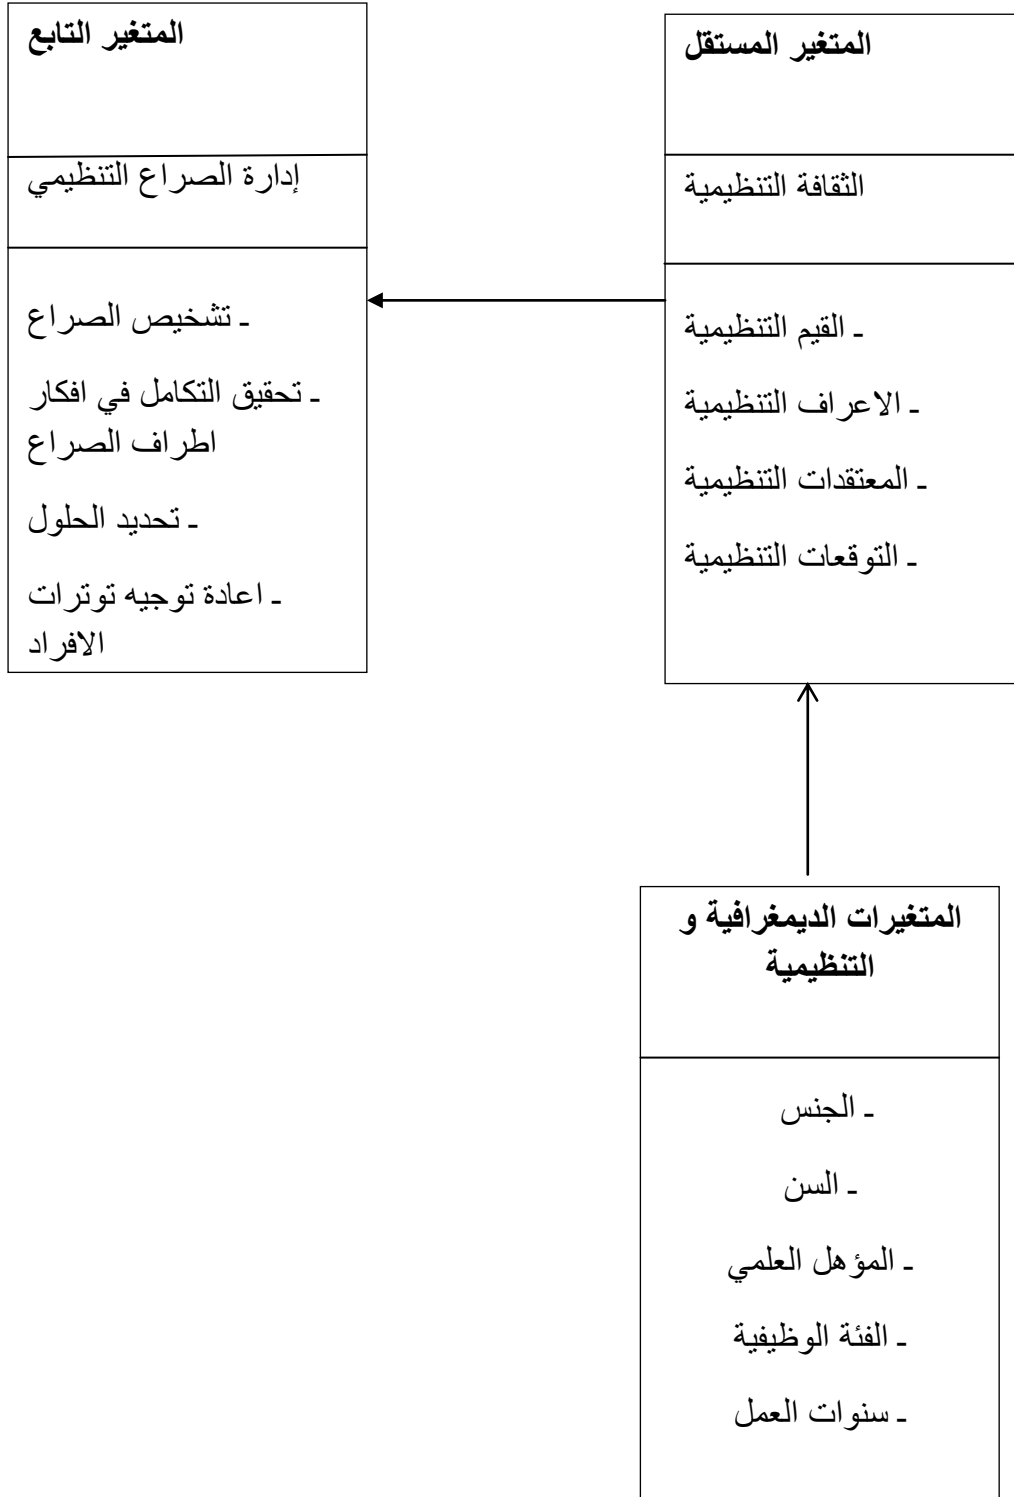 المتغير المستقل
الثقافة التنظيمية
ـ القيم التنظيمية
ـ الاعراف التنظيمية
ـ المعتقدات التنظيمية
ـ التوقعات التنظيمية
المتغير التابع
إدارة الصراع التنظيمي
ـ تشخيص الصراع
ـ تحقيق التكامل في افكار
اطراف الصراع
ـ تحديد الحلول
ـ اعادة توجيه توترات
الافراد
المتغيرات الديمغرافية و
التنظيمية
ـ الجنس
ـ السن
ـ المؤهل العلمي
ـ الفئة الوظيفية
ـ سنوات العمل